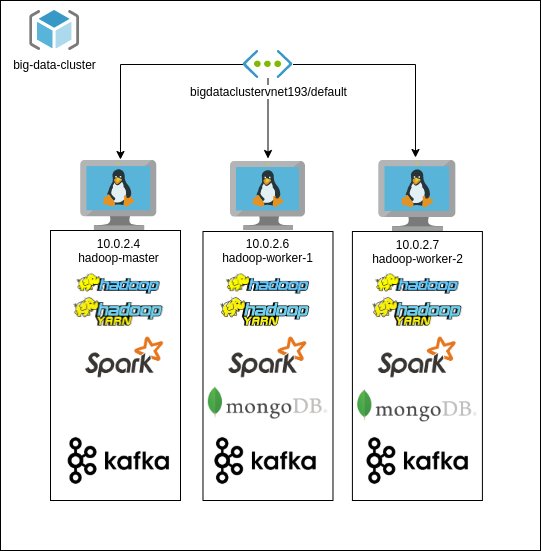 big-data-cluster
bigdataclustervnet193/default
10.0.2.4
hadoop-master
hadoop
hadoop
YARN
Spark
kafka
10.0.2.6
hadoop-worker-1
hadoop
hadoop
YARN
Spark
mongoDB.
kafka
10.0.2.7
hadoop-worker-2
hadoop
hadoop
YARN
Spark
mongoDB.
kafka